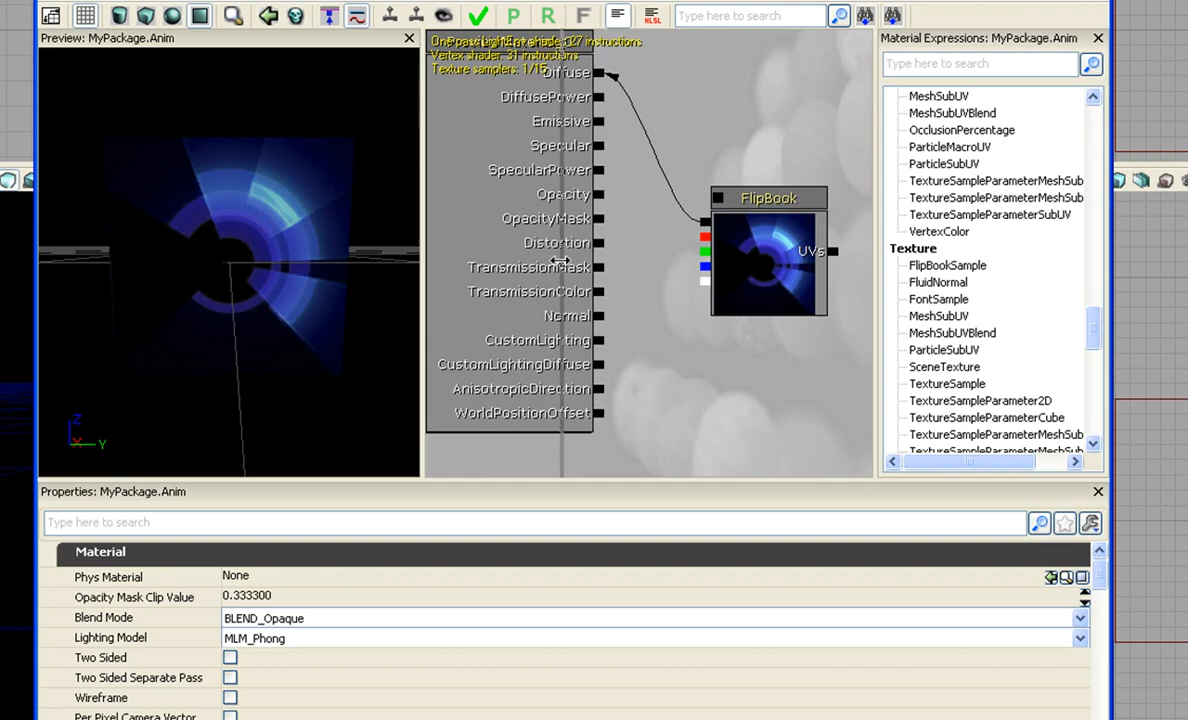 P
R
F
HLSL
Type here to search
Preview: MyPackage.Anim
Material Expressions: MyPackage.Anim
Vertex shader: 31 instructions
Texture samplers: 1/15
Diffuse
DiffusePower
Emissive
Specular
SpecularPower
Opacity
OpacityMask
Distortion
TransmissionMask
TransmissionColor
Normal
CustomLighting
CustomLightingDiffuse
AnisotropicDirection
WorldPositionOffset
FlipBook
UVs
Z
X
Y
Type here to search
MeshSubUV
MeshSubUVBlend
OcclusionPercentage
ParticleMacroUV
ParticleSubUV
TextureSampleParameterMeshSub
TextureSampleParameterMeshSub
TextureSampleParameterSubUV
VertexColor
Texture
FlipBookSample
FluidNormal
FontSample
MeshSubUV
MeshSubUVBlend
ParticleSubUV
SceneTexture
TextureSample
TextureSampleParameter2D
TextureSampleParameterCube
TextureSampleParameterMeshSub
TextureSampleParameterMeshSub
Properties: MyPackage.Anim
Type here to search
Material
Phys Material None
Opacity Mask Clip Value 0.333300
Blend Mode BLEND_Opaque
Lighting Model MLM_Phong
Two Sided
Two Sided Separate Pass
Wireframe
Per Pixel Camera Vector